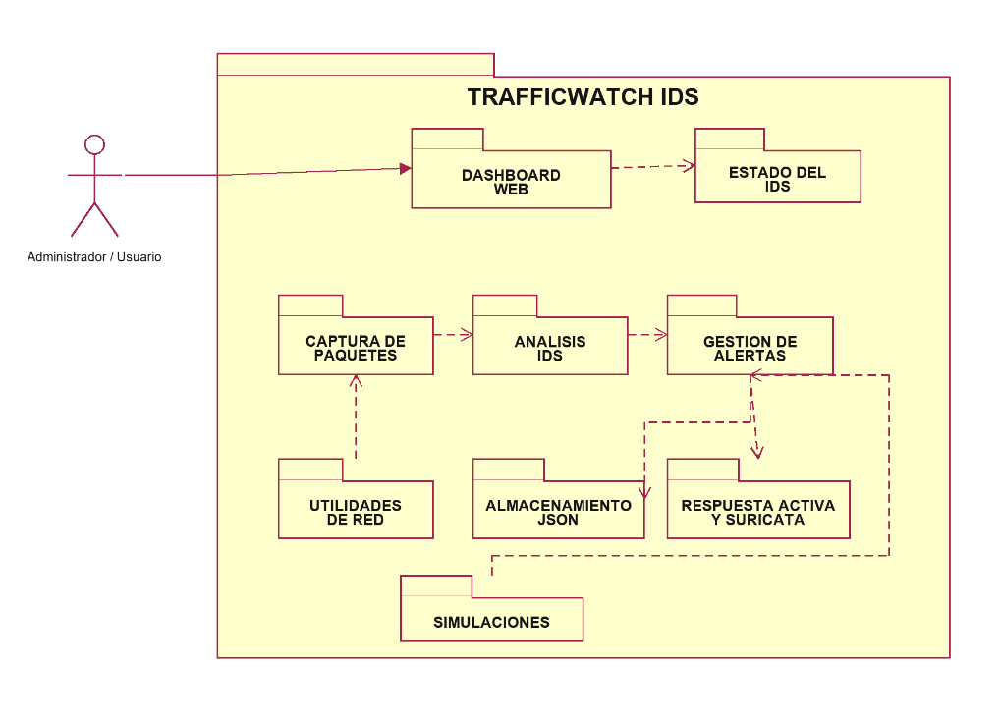 TRAFFICWATCH IDS
DASHBOARD
WEB
ESTADO DEL
IDS
Administrador / Usuario
CAPTURA DE
PAQUETES
ANALISIS
IDS
GESTION DE
ALERTAS
UTILIDADES
DE RED
ALMACENAMIENTO
JSON
RESPUESTA ACTIVA
Y SURICATA
SIMULACIONES